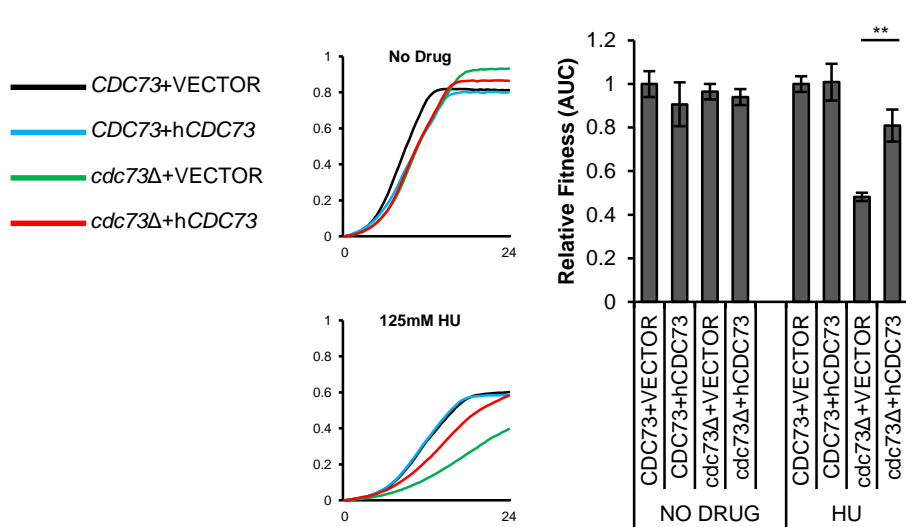 CDC73+VECTOR
CDC73+hCDC73
cdc73Δ+VECTOR
cdc73Δ+hCDC73
No Drug
1
0.8
0.6
0.4
0.2
0
0
24
125mM HU
1
0.8
0.6
0.4
0.2
0
0
24
**
Relative Fitness (AUC)
1.2
1
0.8
0.6
0.4
0.2
0
CDC73+VECTOR
CDC73+hCDC73
cdc73Δ+VECTOR
cdc73Δ+hCDC73
CDC73+VECTOR
CDC73+hCDC73
cdc73Δ+VECTOR
cdc73Δ+hCDC73
NO DRUG
HU